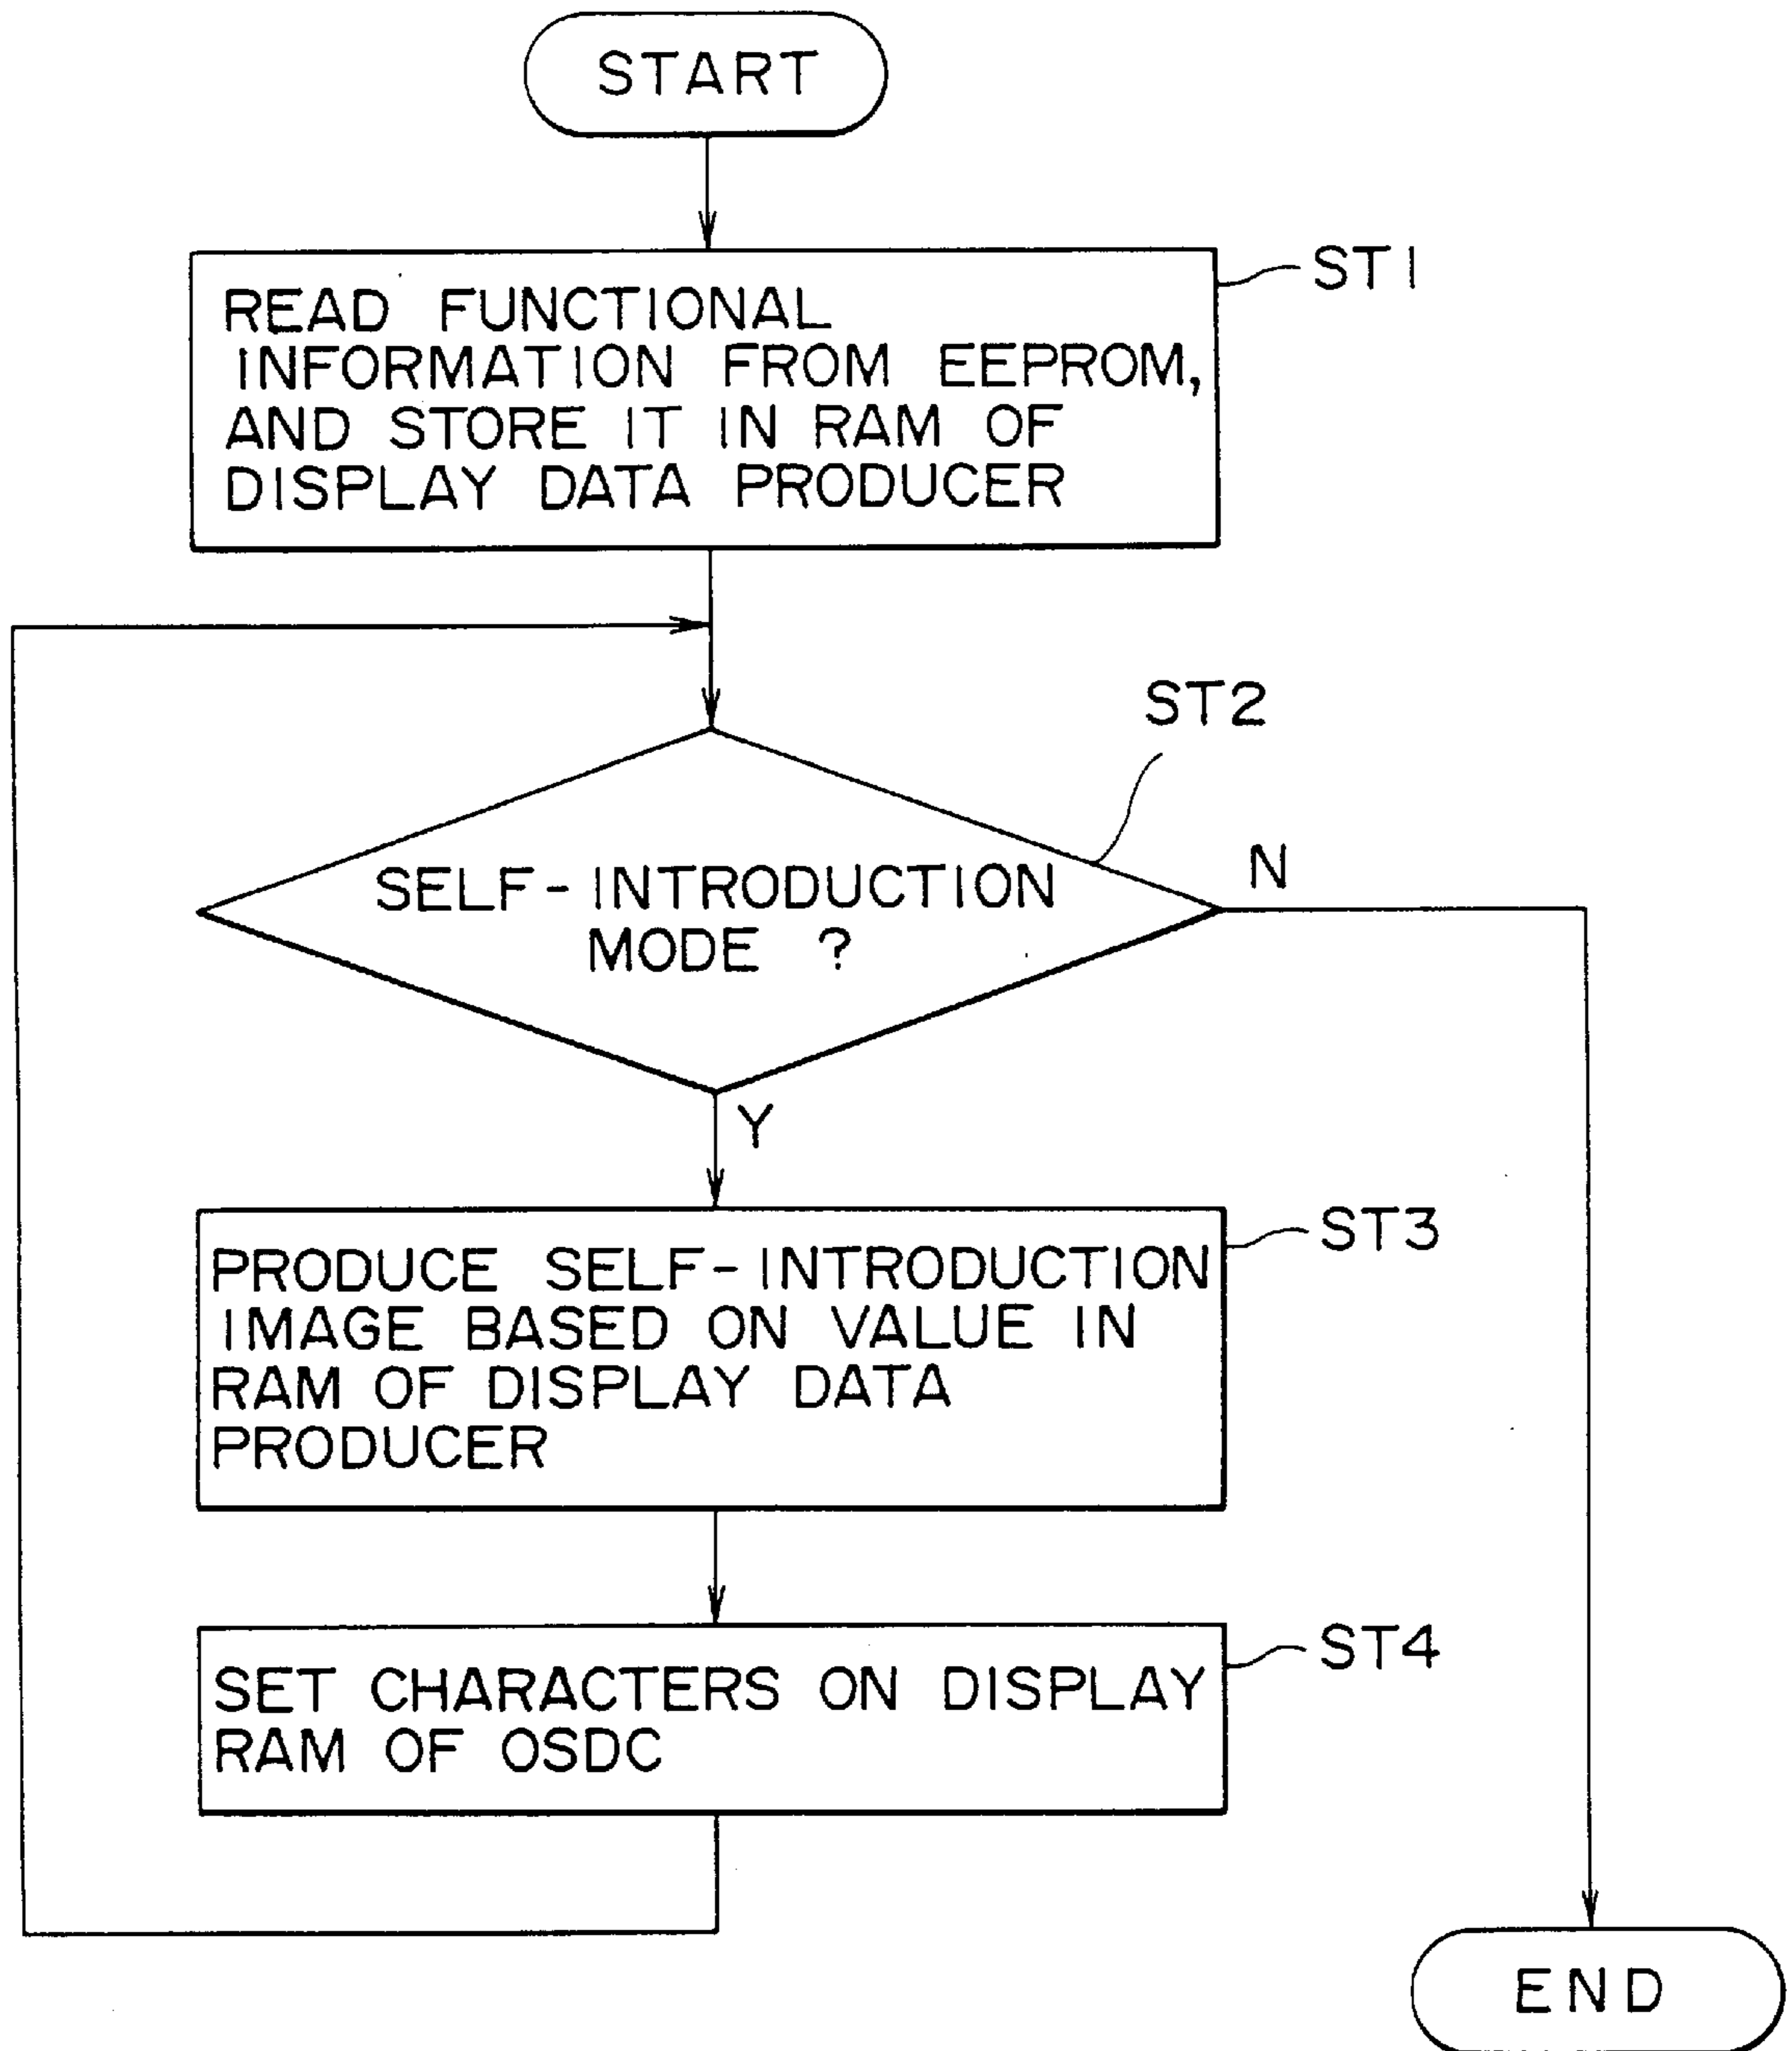 START
ST1
READ FUNCTIONAL
INFORMATION FROM EEPROM,
AND STORE IT IN RAM OF
DISPLAY DATA PRODUCER
ST2
SELF-INTRODUCTION
MODE ?
N
Y
ST3
PRODUCE SELF-INTRODUCTION
IMAGE BASED ON VALUE IN
RAM OF DISPLAY DATA
PRODUCER
ST4
SET CHARACTERS ON DISPLAY
RAM OF OSDC
END